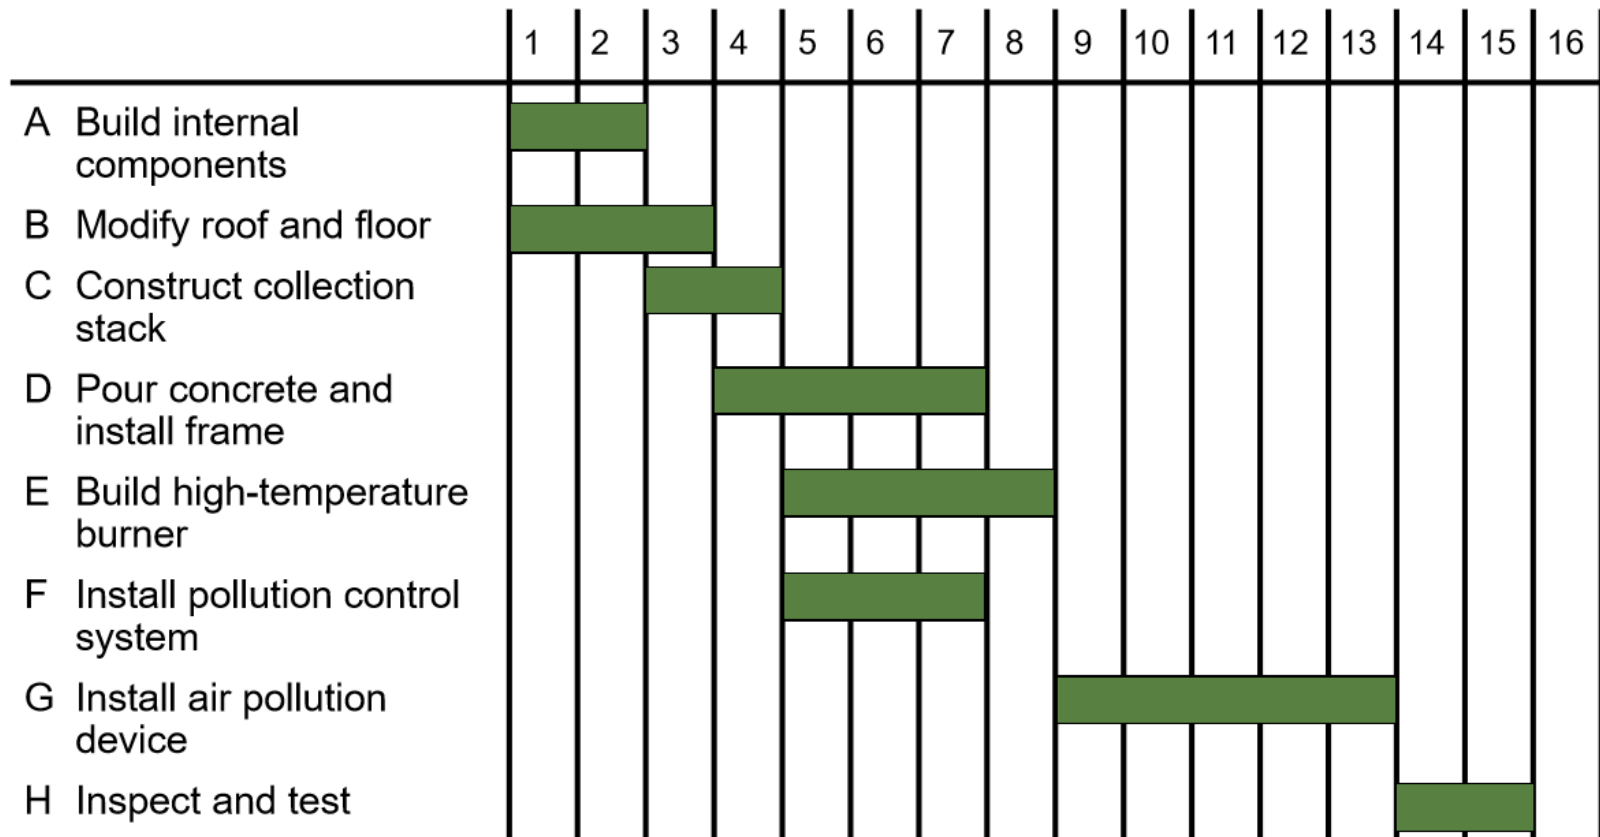 1 2 3 4 5 6 7 8 9 10 11 12 13 14 15 16
A Build internal
components
B Modify roof and floor
C Construct collection
stack
D Pour concrete and
install frame
E Build high-temperature
burner
F Install pollution control
system
G Install air pollution
device
H Inspect and test